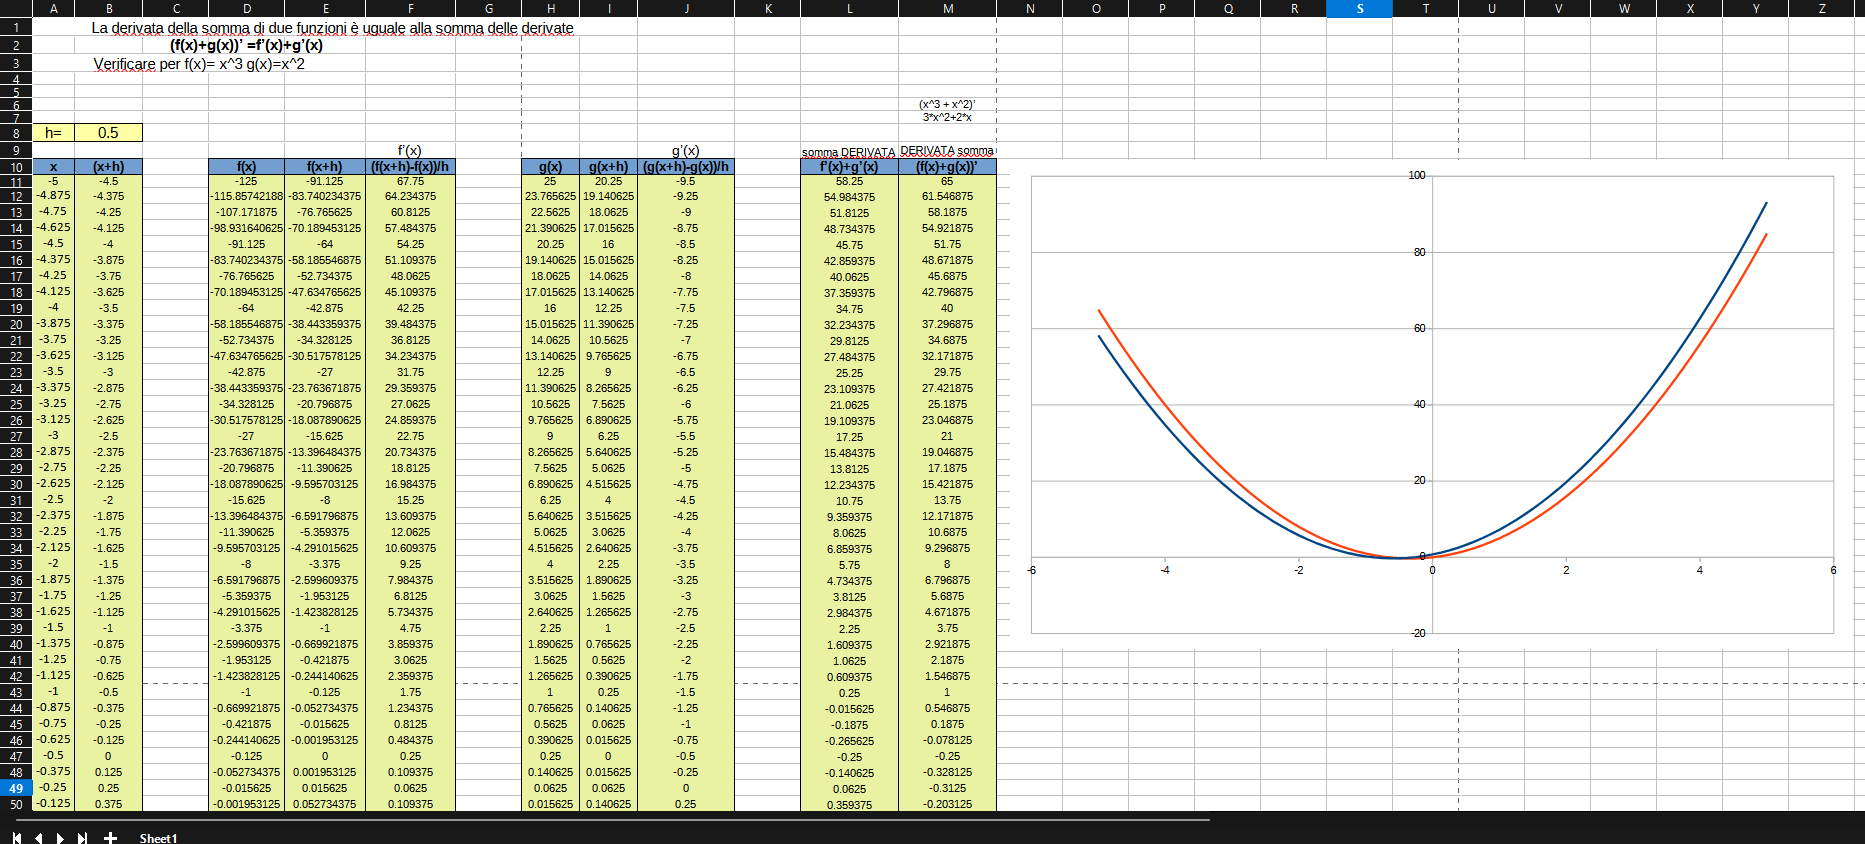 A B C D E F G H I J K L M N O P Q R S T U V W X Y Z
1 La derivata della somma di due funzioni è uguale alla somma delle derivate
2 (f(x)+g(x))' =f'(x)+g'(x)
3 Verificare per f(x)= x^3 g(x)=x^2
4
5
6 (x^3 + x^2)'
7 3*x^2+2*x
8 h= 0.5
9 f'(x) g'(x) somma DERIVATA DERIVATA somma
10 x (x+h) f(x) f(x+h) (f(x+h)-f(x))/h g(x) g(x+h) (g(x+h)-g(x))/h f'(x)+g'(x) (f(x)+g(x))'
11 -5 -4.5 -125 -91.125 67.75 25 20.25 -9.5 58.25 65
12 -4.875 -4.375 -115.85742188 -83.740234375 64.234375 23.765625 19.140625 -9.25 54.984375 61.546875
13 -4.75 -4.25 -107.171875 -76.765625 60.8125 22.5625 18.0625 -9 51.8125 58.1875
14 -4.625 -4.125 -98.931640625 -70.189453125 57.484375 21.390625 17.015625 -8.75 48.734375 54.921875
15 -4.5 -4 -91.125 -64 54.25 20.25 16 -8.5 45.75 51.75
16 -4.375 -3.875 -83.740234375 -58.185546875 51.109375 19.140625 15.015625 -8.25 42.859375 48.671875
17 -4.25 -3.75 -76.765625 -52.734375 48.0625 18.0625 14.0625 -8 40.0625 45.6875
18 -4.125 -3.625 -70.189453125 -47.634765625 45.109375 17.015625 13.140625 -7.75 37.359375 42.796875
19 -4 -3.5 -64 -42.875 42.25 16 12.25 -7.5 34.75 40
20 -3.875 -3.375 -58.185546875 -38.443359375 39.484375 15.015625 11.390625 -7.25 32.234375 37.296875
21 -3.75 -3.25 -52.734375 -34.328125 36.8125 14.0625 10.5625 -7 29.8125 34.6875
22 -3.625 -3.125 -47.634765625 -30.517578125 34.234375 13.140625 9.765625 -6.75 27.484375 32.171875
23 -3.5 -3 -42.875 -27 31.75 12.25 9 -6.5 25.25 29.75
24 -3.375 -2.875 -38.443359375 -23.763671875 29.359375 11.390625 8.265625 -6.25 23.109375 27.421875
25 -3.25 -2.75 -34.328125 -20.796875 27.0625 10.5625 7.5625 -6 21.0625 25.1875
26 -3.125 -2.625 -30.517578125 -18.087890625 24.859375 9.765625 6.890625 -5.75 19.109375 23.046875
27 -3 -2.5 -27 -15.625 22.75 9 6.25 -5.5 17.25 21
28 -2.875 -2.375 -23.763671875 -13.396484375 20.734375 8.265625 5.640625 -5.25 15.484375 19.046875
29 -2.75 -2.25 -20.796875 -11.390625 18.8125 7.5625 5.0625 -5 13.8125 17.1875
30 -2.625 -2.125 -18.087890625 -9.595703125 16.984375 6.890625 4.515625 -4.75 12.234375 15.421875
31 -2.5 -2 -15.625 -8 15.25 6.25 4 -4.5 10.75 13.75
32 -2.375 -1.875 -13.396484375 -6.591796875 13.609375 5.640625 3.515625 -4.25 9.359375 12.171875
33 -2.25 -1.75 -11.390625 -5.359375 12.0625 5.0625 3.0625 -4 8.0625 10.6875
34 -2.125 -1.625 -9.595703125 -4.291015625 10.609375 4.515625 2.640625 -3.75 6.859375 9.296875
35 -2 -1.5 -8 -3.375 9.25 4 2.25 -3.5 5.75 8
36 -1.875 -1.375 -6.591796875 -2.599609375 7.984375 3.515625 1.890625 -3.25 4.734375 6.796875
37 -1.75 -1.25 -5.359375 -1.953125 6.8125 3.0625 1.5625 -3 3.8125 5.6875
38 -1.625 -1.125 -4.291015625 -1.423828125 5.734375 2.640625 1.265625 -2.75 2.984375 4.671875
39 -1.5 -1 -3.375 -1 4.75 2.25 1 -2.5 2.25 3.75
40 -1.375 -0.875 -2.599609375 -0.669921875 3.859375 1.890625 0.765625 -2.25 1.609375 2.921875
41 -1.25 -0.75 -1.953125 -0.421875 3.0625 1.5625 0.5625 -2 1.0625 2.1875
42 -1.125 -0.625 -1.423828125 -0.244140625 2.359375 1.265625 0.390625 -1.75 0.609375 1.546875
43 -1 -0.5 -1 -0.125 1.75 1 0.25 -1.5 0.25 1
44 -0.875 -0.375 -0.669921875 -0.052734375 1.234375 0.765625 0.140625 -1.25 -0.015625 0.546875
45 -0.75 -0.25 -0.421875 -0.015625 0.8125 0.5625 0.0625 -1 -0.1875 0.1875
46 -0.625 -0.125 -0.244140625 -0.001953125 0.484375 0.390625 0.015625 -0.75 -0.265625 -0.078125
47 -0.5 0 -0.125 0 0.25 0.25 0 -0.5 -0.25 -0.25
48 -0.375 0.125 -0.052734375 0.001953125 0.109375 0.140625 0.015625 -0.25 -0.140625 -0.328125
49 -0.25 0.25 -0.015625 0.015625 0.0625 0.0625 0.0625 0 0.0625 -0.3125
50 -0.125 0.375 -0.001953125 0.052734375 0.109375 0.015625 0.140625 0.25 0.359375 -0.203125
100
80
60
40
20
0
-6 -4 -2 0 2 4 6
-20
Sheet1